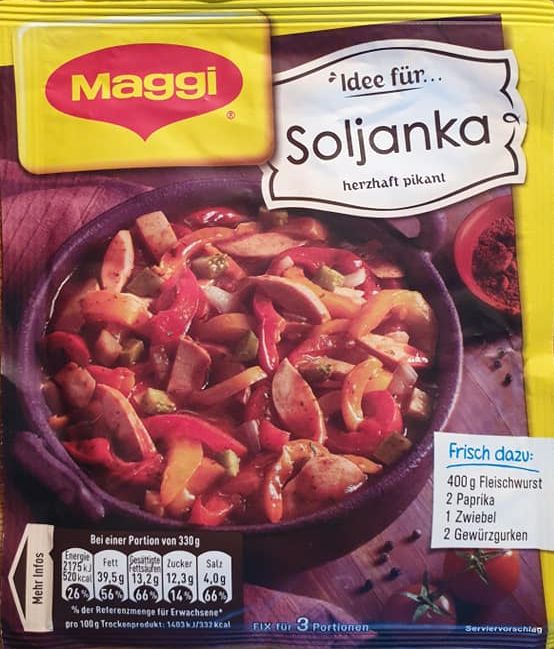 Maggi
®
Idee für...
Soljanka
herzhaft pikant
Frisch dazu:
400 g Fleischwurst
2 Paprika
1 Zwiebel
2 Gewürzgurken
Mehr Infos
Bei einer Portion von 330 g
Energie
2175 kJ
520 kcal
26%
Fett
39,5 g
56%
Gesättigte
Fettsäuren
13,2 g
66%
Zucker
12,3 g
14%
Salz
4,0 g
66%
% der Referenzmenge für Erwachsene*
pro 100g Trockenprodukt: 1403 kJ/332 kcal
FIX für 3 Portionen
Serviervorschlag